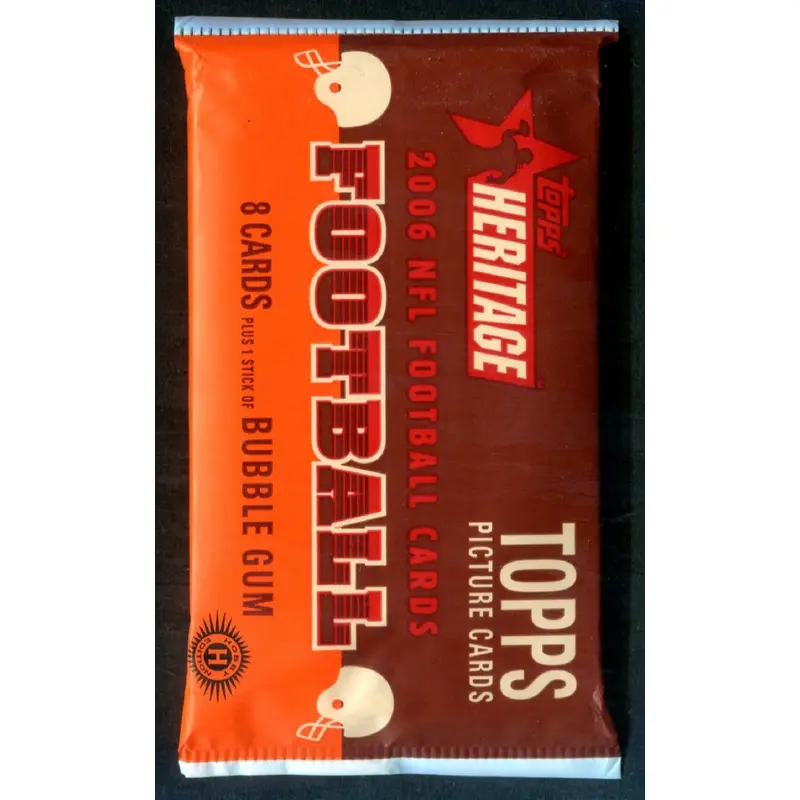 topps
HERITAGE
TOPPS
PICTURE CARDS
2006 NFL FOOTBALL CARDS
FOOTBALL
8 CARDS PLUS 1 STICK OF BUBBLE GUM
HOBBY
H
EDITION